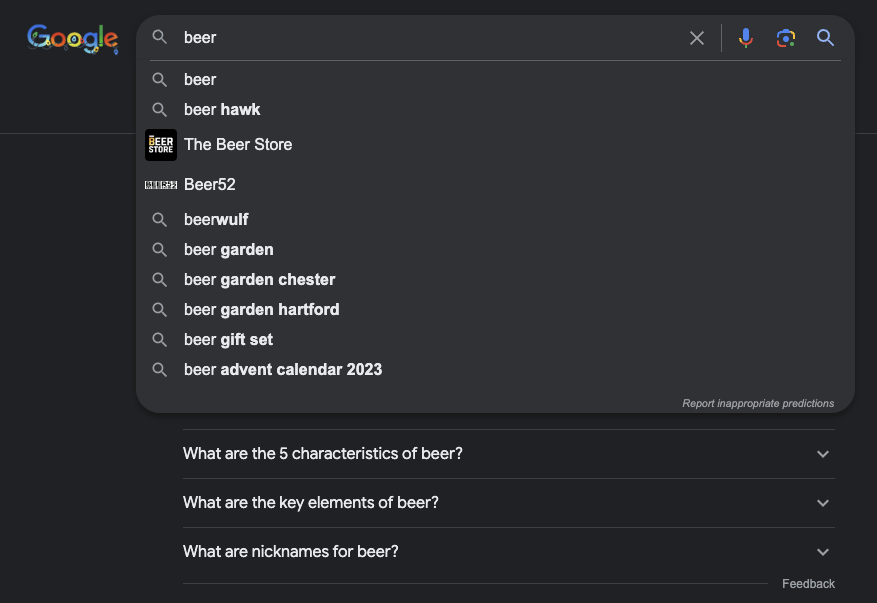 Google
beer
beer
beer hawk
BEER
STORE
The Beer Store
BEER52
Beer52
beerwulf
beer garden
beer garden chester
beer garden hartford
beer gift set
beer advent calendar 2023
Report inappropriate predictions
What are the 5 characteristics of beer?
What are the key elements of beer?
What are nicknames for beer?
Feedback